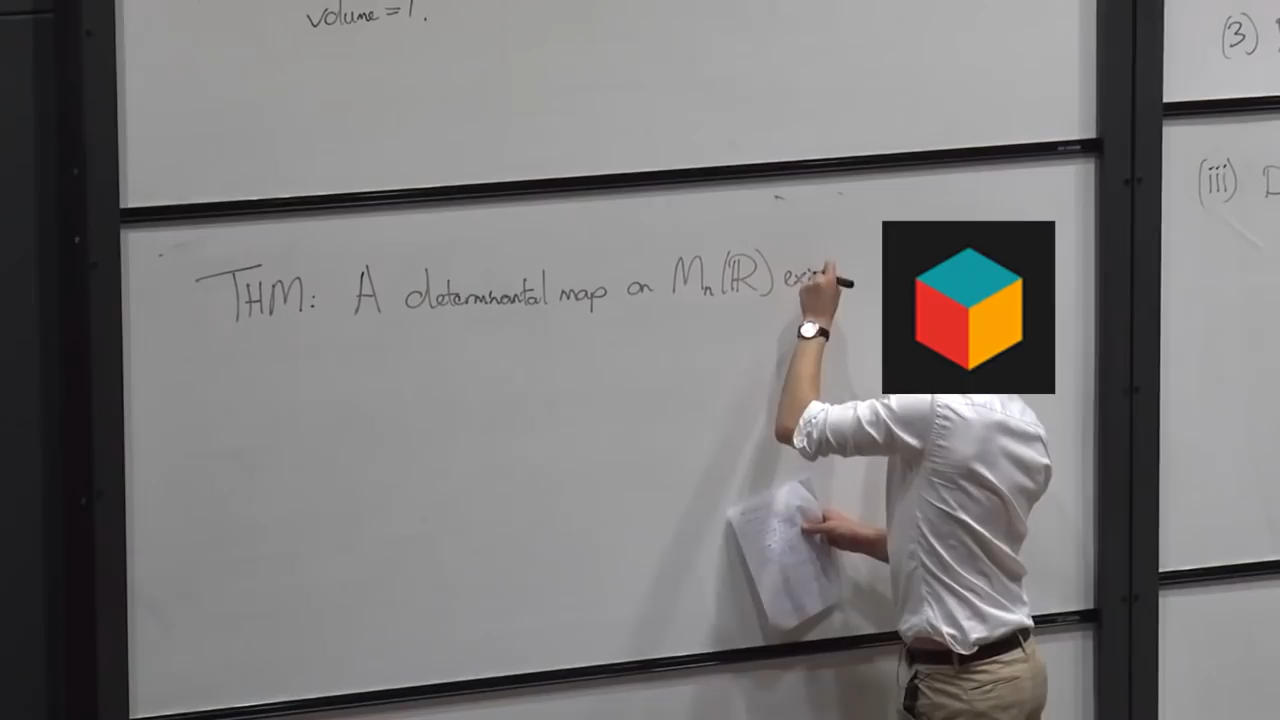 volume = 1.
(3)
THM: A determinantal map on Mₙ(ℝ) exi
(iii) D